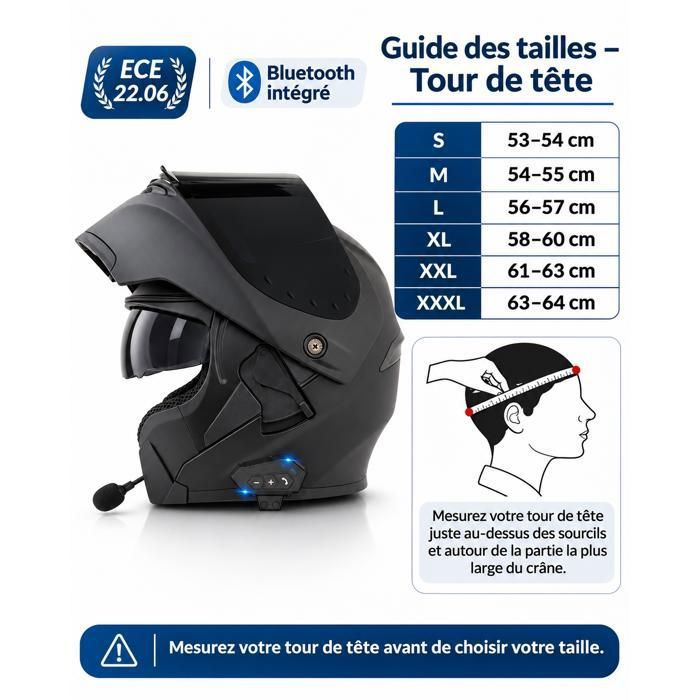 ECE
22.06
Bluetooth
intégré
Guide des tailles –
Tour de tête
S 53–54 cm
M 54–55 cm
L 56–57 cm
XL 58–60 cm
XXL 61–63 cm
XXXL 63–64 cm
Mesurez votre tour de tête
juste au-dessus des sourcils
et autour de la partie la plus
large du crâne.
Mesurez votre tour de tête avant de choisir votre taille.